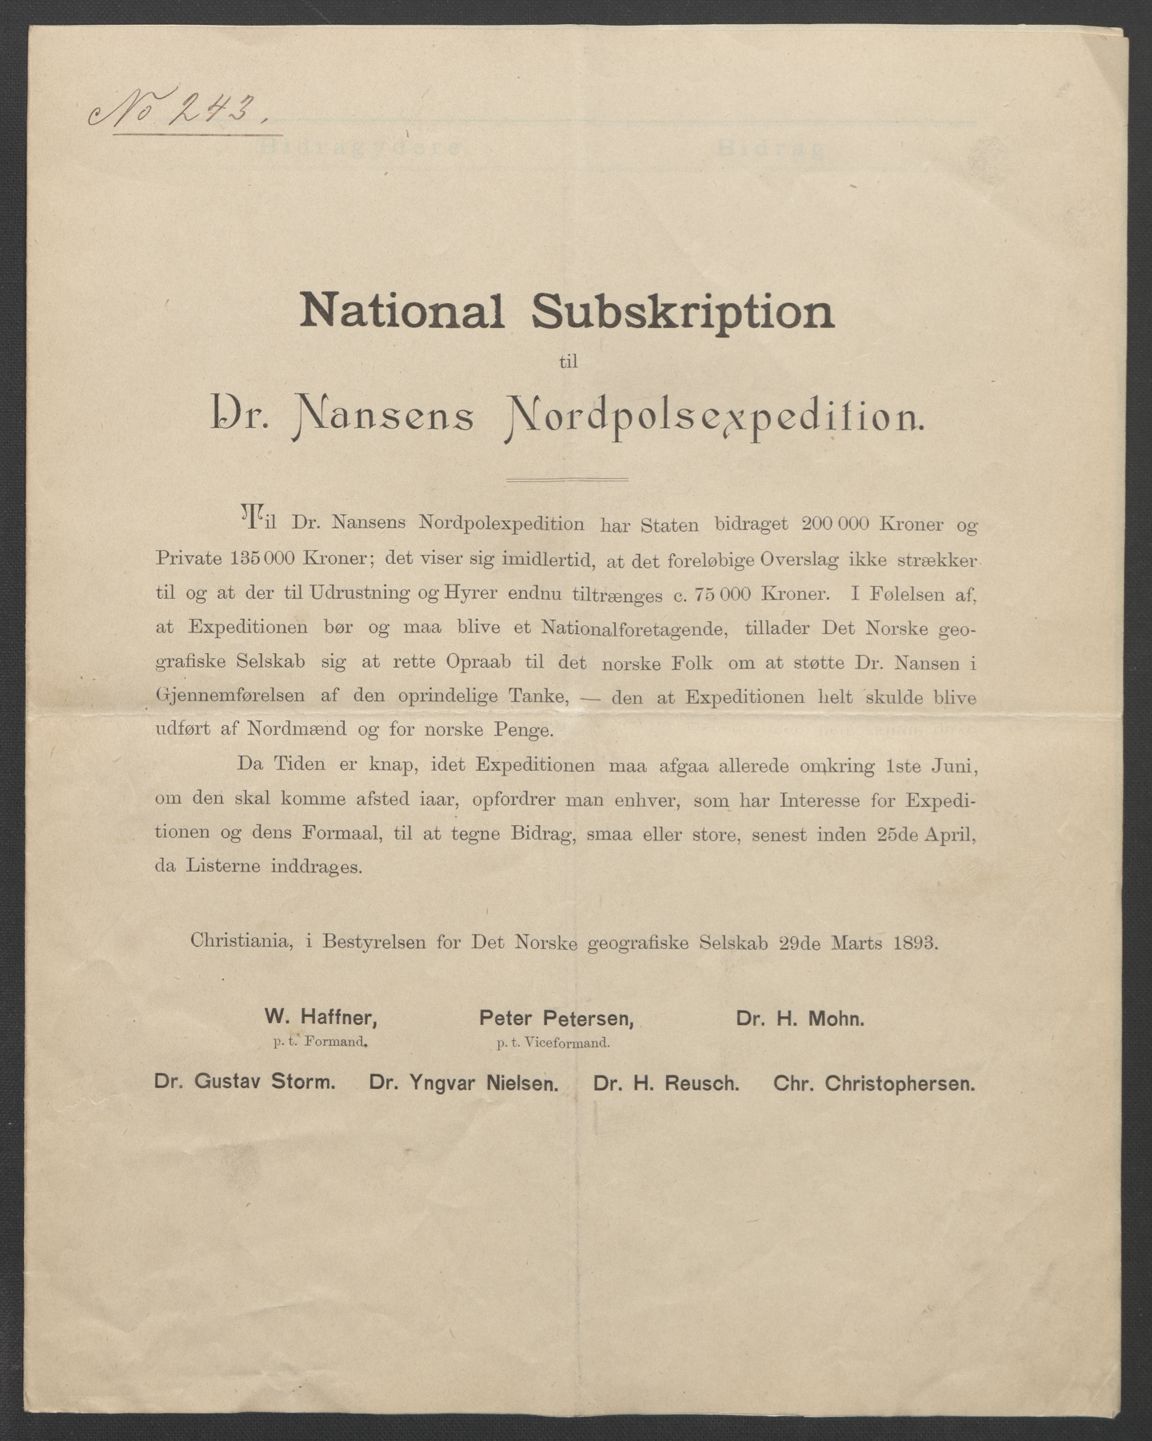 No 243.
Bidragydere Bidrag
National Subskription
til
Dr. Nansens Nordpolsexpedition.
Til Dr. Nansens Nordpolexpedition har Staten bidraget 200 000 Kroner og
Private 135 000 Kroner; det viser sig imidlertid, at det foreløbige Overslag ikke strækker
til og at der til Udrustning og Hyrer endnu tiltrænges c. 75 000 Kroner. I Følelsen af,
at Expeditionen bør og maa blive et Nationalforetagende, tillader Det Norske geo-
grafiske Selskab sig at rette Opraab til det norske Folk om at støtte Dr. Nansen i
Gjennemførelsen af den oprindelige Tanke, — den at Expeditionen helt skulde blive
udført af Nordmænd og for norske Penge.
Da Tiden er knap, idet Expeditionen maa afgaa allerede omkring 1ste Juni,
om den skal komme afsted iaar, opfordrer man enhver, som har Interesse for Expedi-
tionen og dens Formaal, til at tegne Bidrag, smaa eller store, senest inden 25de April,
da Listerne inddrages.
Christiania, i Bestyrelsen for Det Norske geografiske Selskab 29de Marts 1893.
W. Haffner, Peter Petersen, Dr. H. Mohn.
p. t. Formand. p. t. Viceformand.
Dr. Gustav Storm. Dr. Yngvar Nielsen. Dr. H. Reusch. Chr. Christophersen.